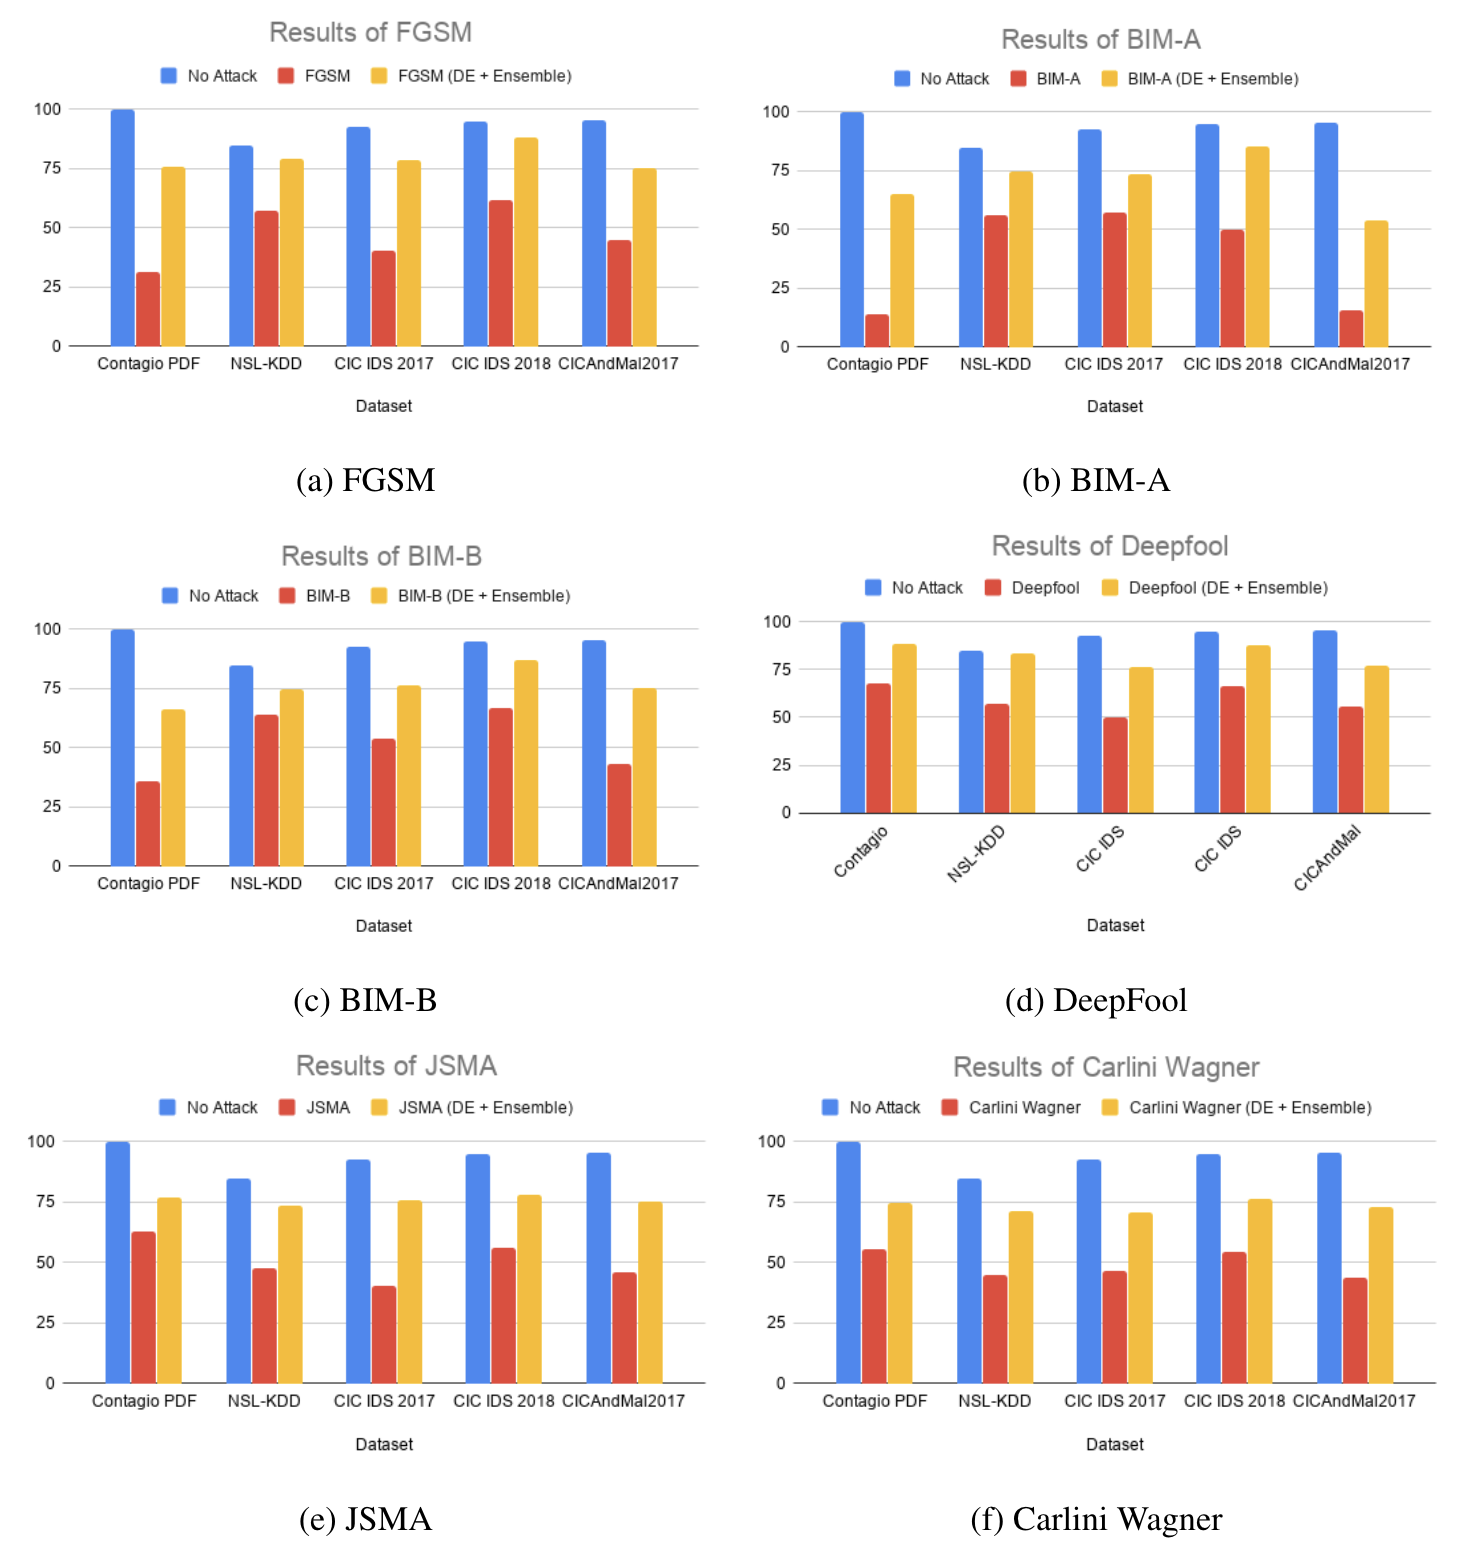 Results of FGSM
No Attack FGSM FGSM (DE + Ensemble)
100
75
50
25
0
Contagio PDF NSL-KDD CIC IDS 2017 CIC IDS 2018 CICAndMal2017
Dataset
(a) FGSM
Results of BIM-A
No Attack BIM-A BIM-A (DE + Ensemble)
100
75
50
25
0
Contagio PDF NSL-KDD CIC IDS 2017 CIC IDS 2018 CICAndMal2017
Dataset
(b) BIM-A
Results of BIM-B
No Attack BIM-B BIM-B (DE + Ensemble)
100
75
50
25
0
Contagio PDF NSL-KDD CIC IDS 2017 CIC IDS 2018 CICAndMal2017
Dataset
(c) BIM-B
Results of Deepfool
No Attack Deepfool Deepfool (DE + Ensemble)
100
75
50
25
0
Contagio NSL-KDD CIC IDS CIC IDS CICAndMal
Dataset
(d) DeepFool
Results of JSMA
No Attack JSMA JSMA (DE + Ensemble)
100
75
50
25
0
Contagio PDF NSL-KDD CIC IDS 2017 CIC IDS 2018 CICAndMal2017
Dataset
(e) JSMA
Results of Carlini Wagner
No Attack Carlini Wagner Carlini Wagner (DE + Ensemble)
100
75
50
25
0
Contagio PDF NSL-KDD CIC IDS 2017 CIC IDS 2018 CICAndMal2017
Dataset
(f) Carlini Wagner